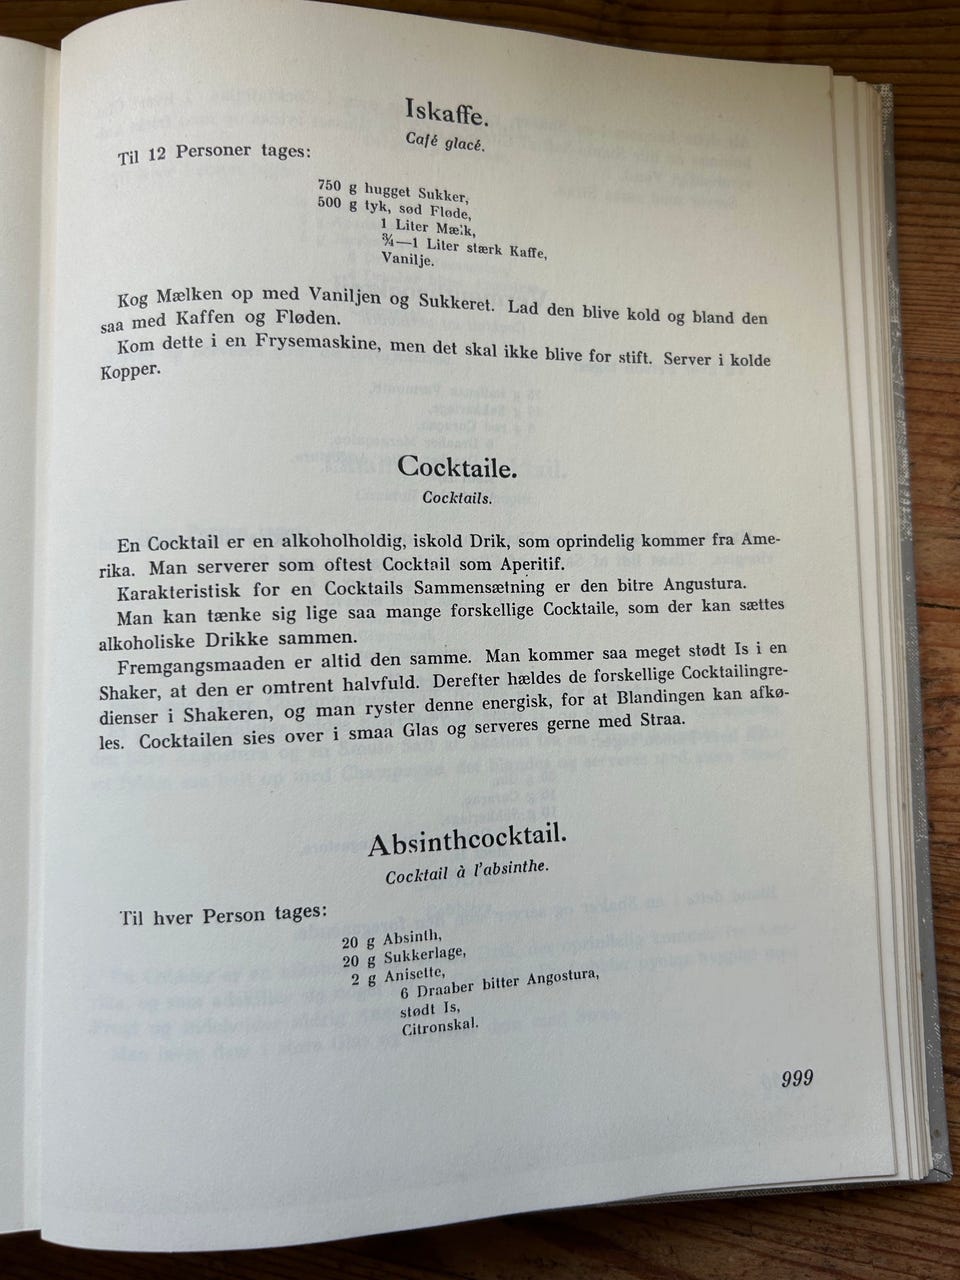 Iskaffe.
Café glacé.
Til 12 Personer tages:
750 g hugget Sukker,
500 g tyk, sød Fløde,
1 Liter Mælk,
¾—1 Liter stærk Kaffe,
Vanilje.
Kog Mælken op med Vaniljen og Sukkeret. Lad den blive kold og bland den
saa med Kaffen og Fløden.
Kom dette i en Frysemaskine, men det skal ikke blive for stift. Server i kolde
Kopper.
Cocktaile.
Cocktails.
En Cocktail er en alkoholholdig, iskold Drik, som oprindelig kommer fra Ame-
rika. Man serverer som oftest Cocktail som Aperitif.
Karakteristisk for en Cocktails Sammensætning er den bitre Angustura.
Man kan tænke sig lige saa mange forskellige Cocktaile, som der kan sættes
alkoholiske Drikke sammen.
Fremgangsmaaden er altid den samme. Man kommer saa meget stødt Is i en
Shaker, at den er omtrent halvfuld. Derefter hældes de forskellige Cocktailingre-
dienser i Shakeren, og man ryster denne energisk, for at Blandingen kan afkø-
les. Cocktailen sies over i smaa Glas og serveres gerne med Straa.
Absinthcocktail.
Cocktail à l'absinthe.
Til hver Person tages:
20 g Absinth,
20 g Sukkerlage,
2 g Anisette,
6 Draaber bitter Angostura,
stødt Is,
Citronskal.
999